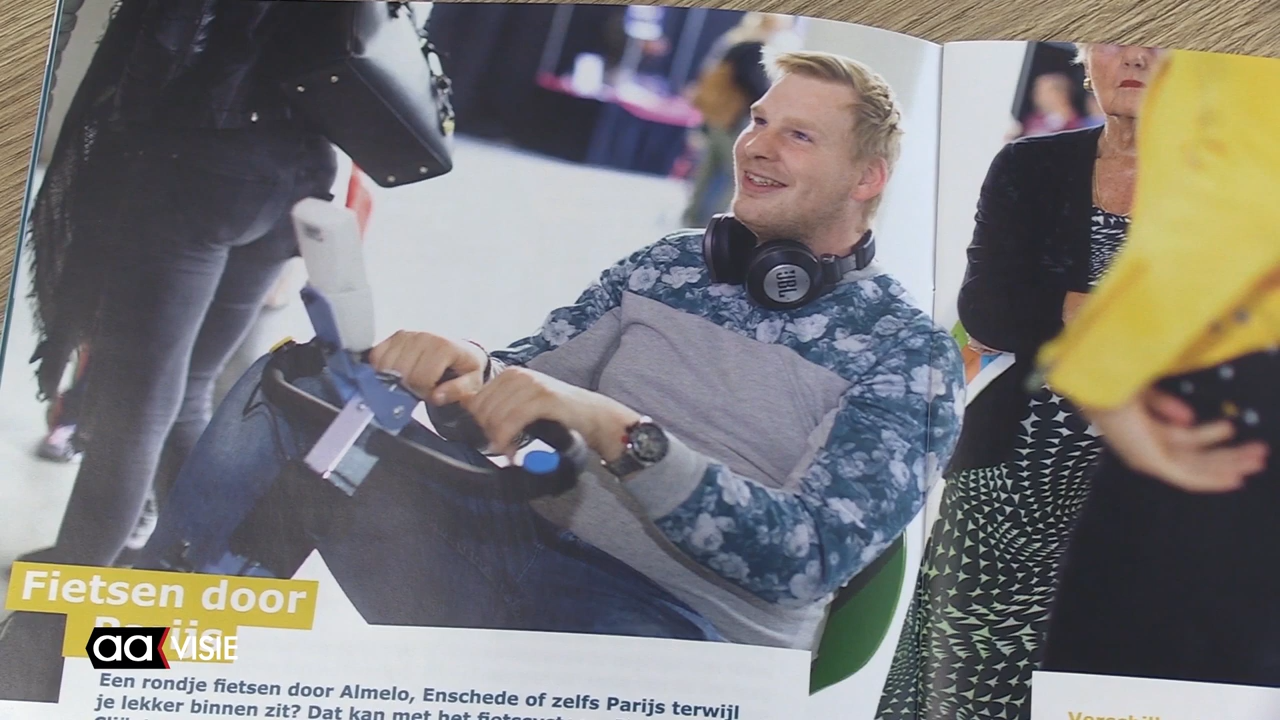 JBL
Fietsen door
Parijs
aa VISIE
Een rondje fietsen door Almelo, Enschede of zelfs Parijs terwijl
je lekker binnen zit? Dat kan met het